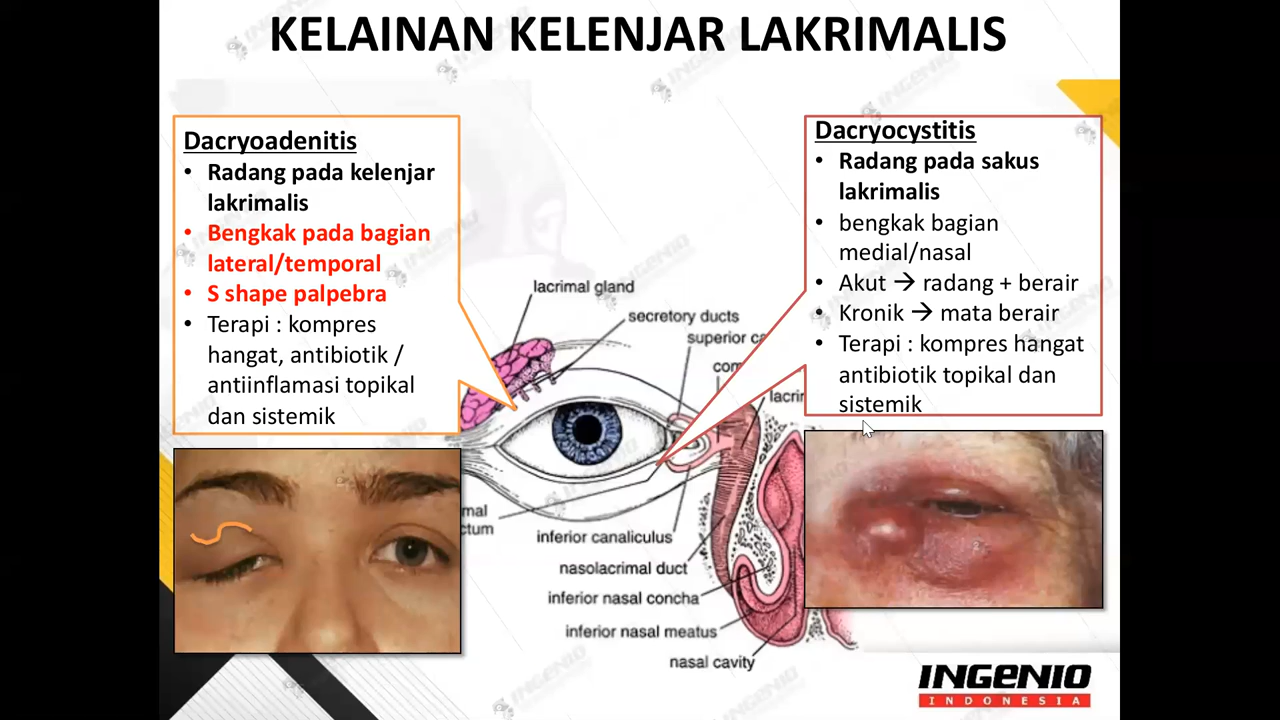 KELAINAN KELENJAR LAKRIMALIS
Dacryoadenitis
• Radang pada kelenjar
lakrimalis
• Bengkak pada bagian
lateral/temporal
• S shape palpebra
• Terapi : kompres
hangat, antibiotik /
antiinflamasi topikal
dan sistemik
Dacryocystitis
• Radang pada sakus
lakrimalis
• bengkak bagian
medial/nasal
• Akut → radang + berair
• Kronik → mata berair
• Terapi : kompres hangat
antibiotik topikal dan
sistemik
lacrimal gland
secretory ducts
superior ca
com
lacrin
mal
ctum
inferior canaliculus
nasolacrimal duct
inferior nasal concha
inferior nasal meatus
nasal cavity
INGENIO
INDONESIA